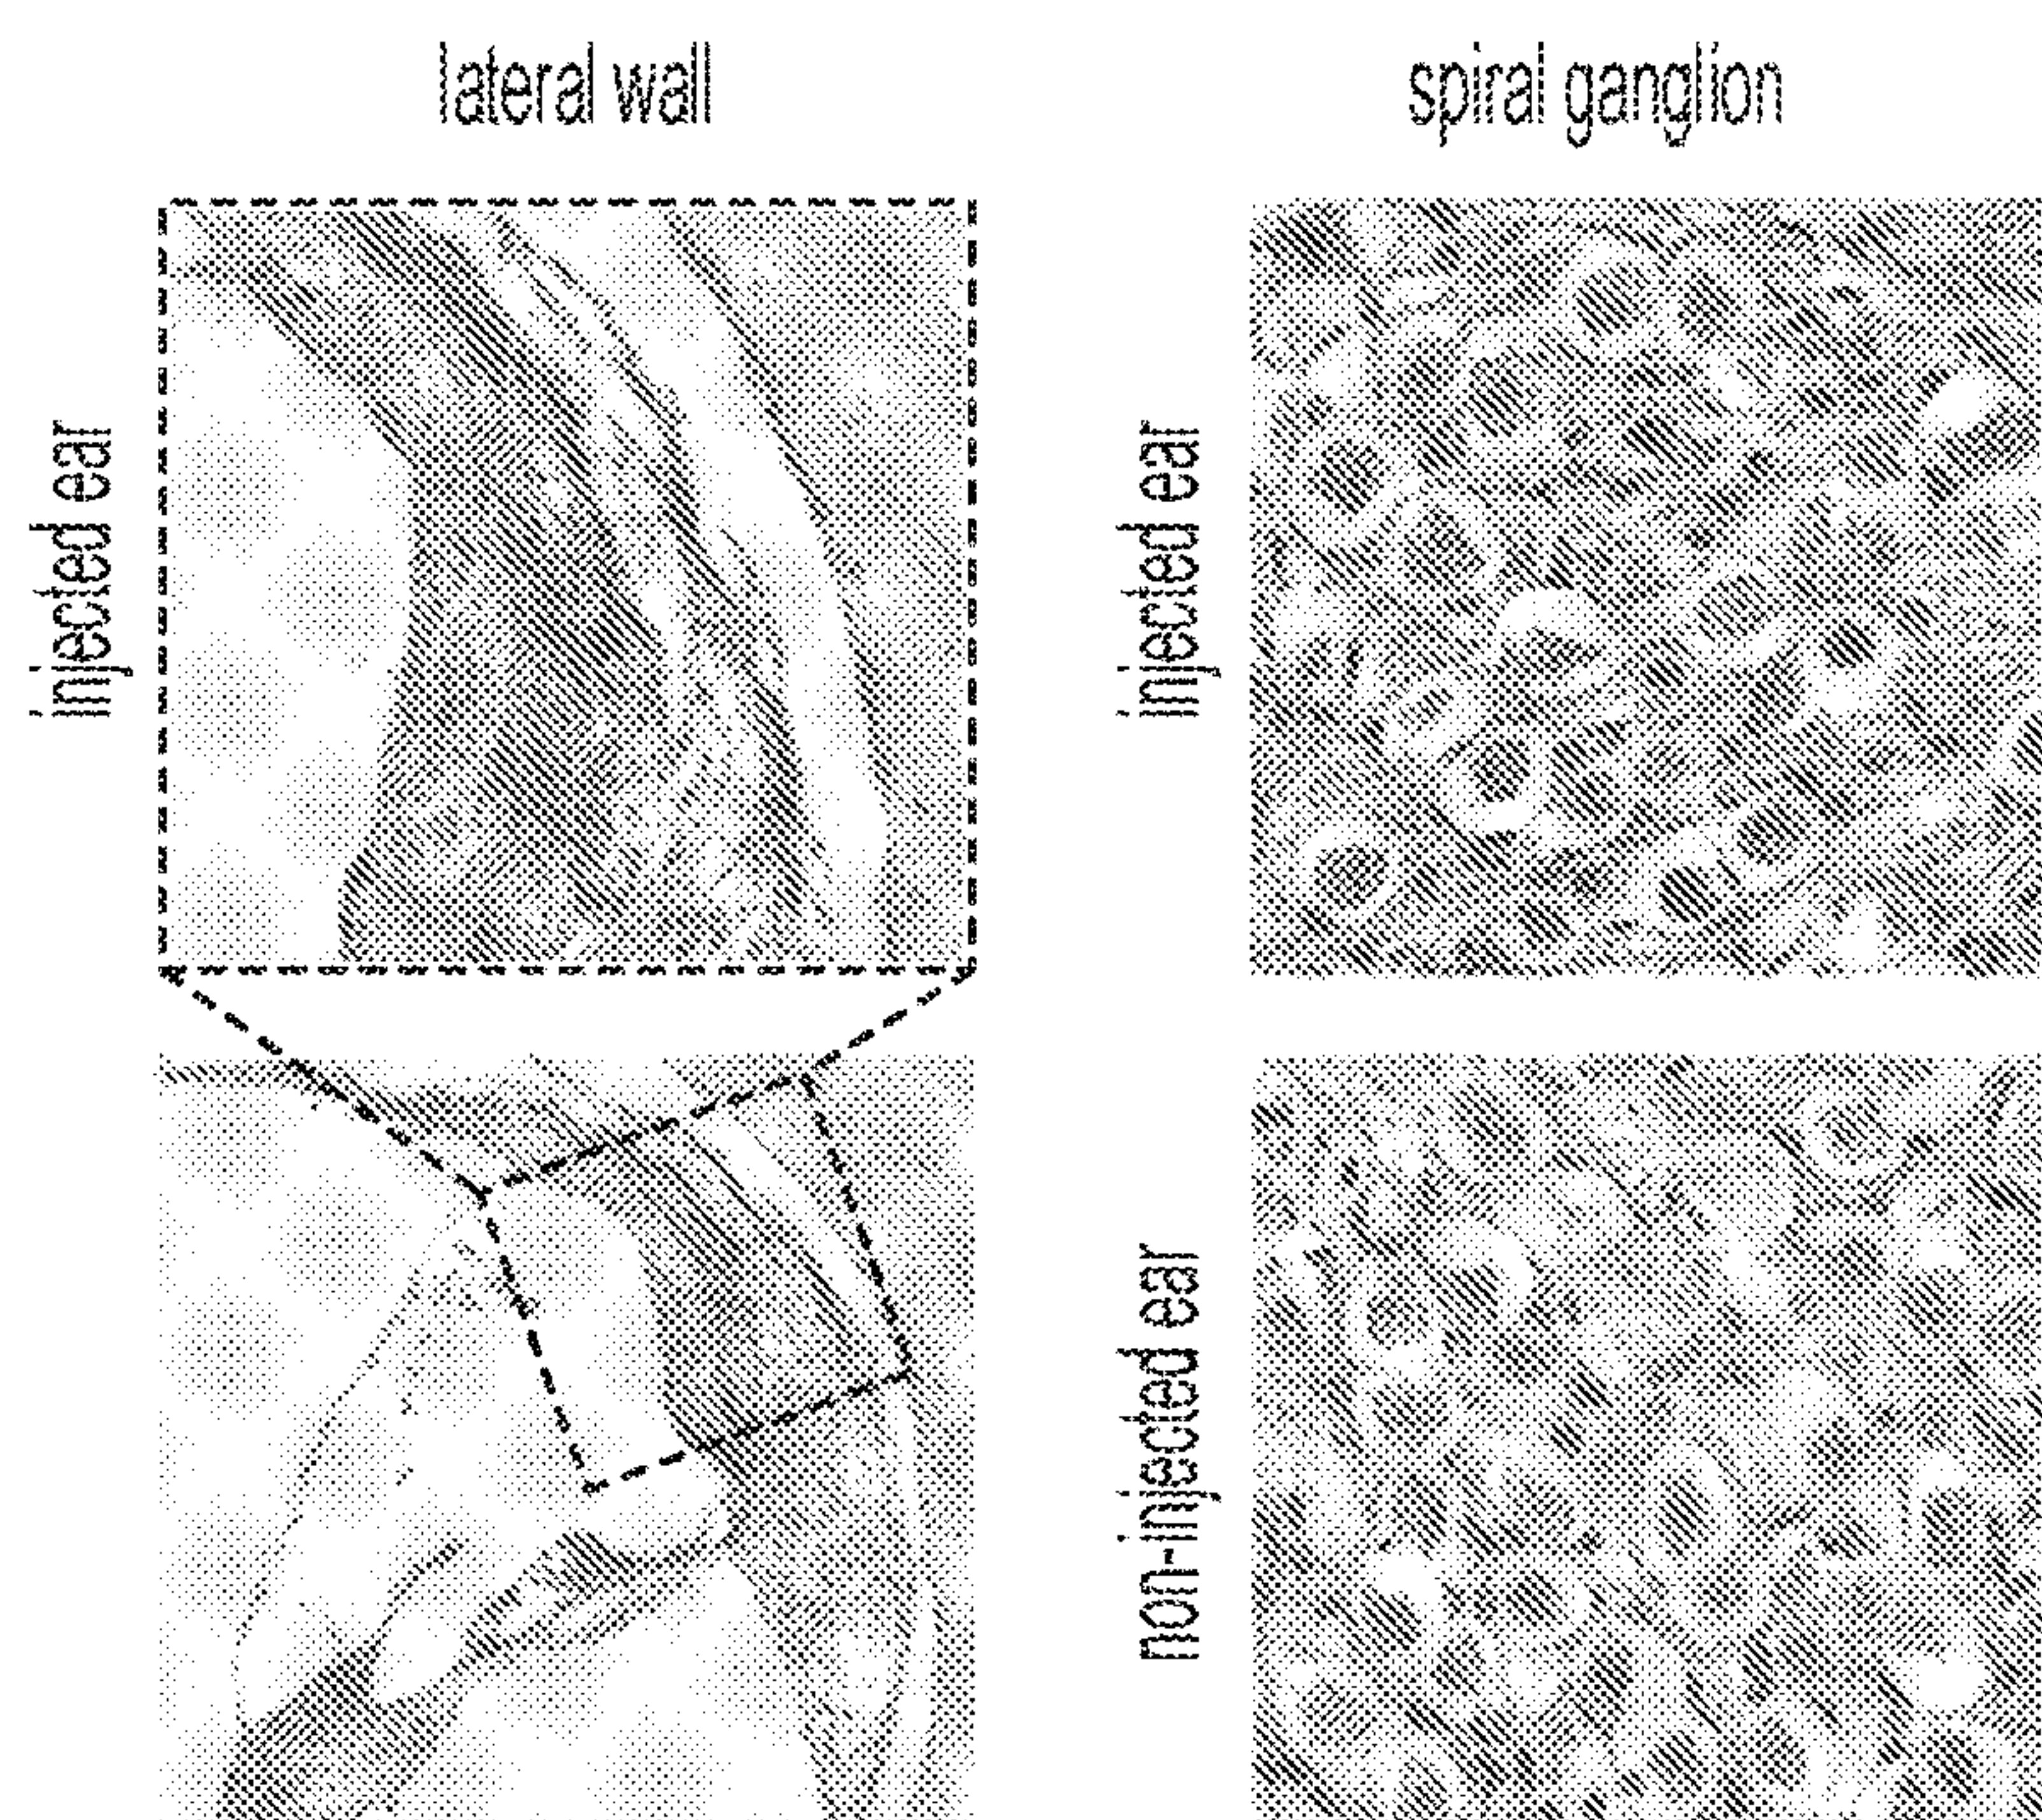 lateral wall
spiral ganglion
injected ear
injected ear
non-injected ear